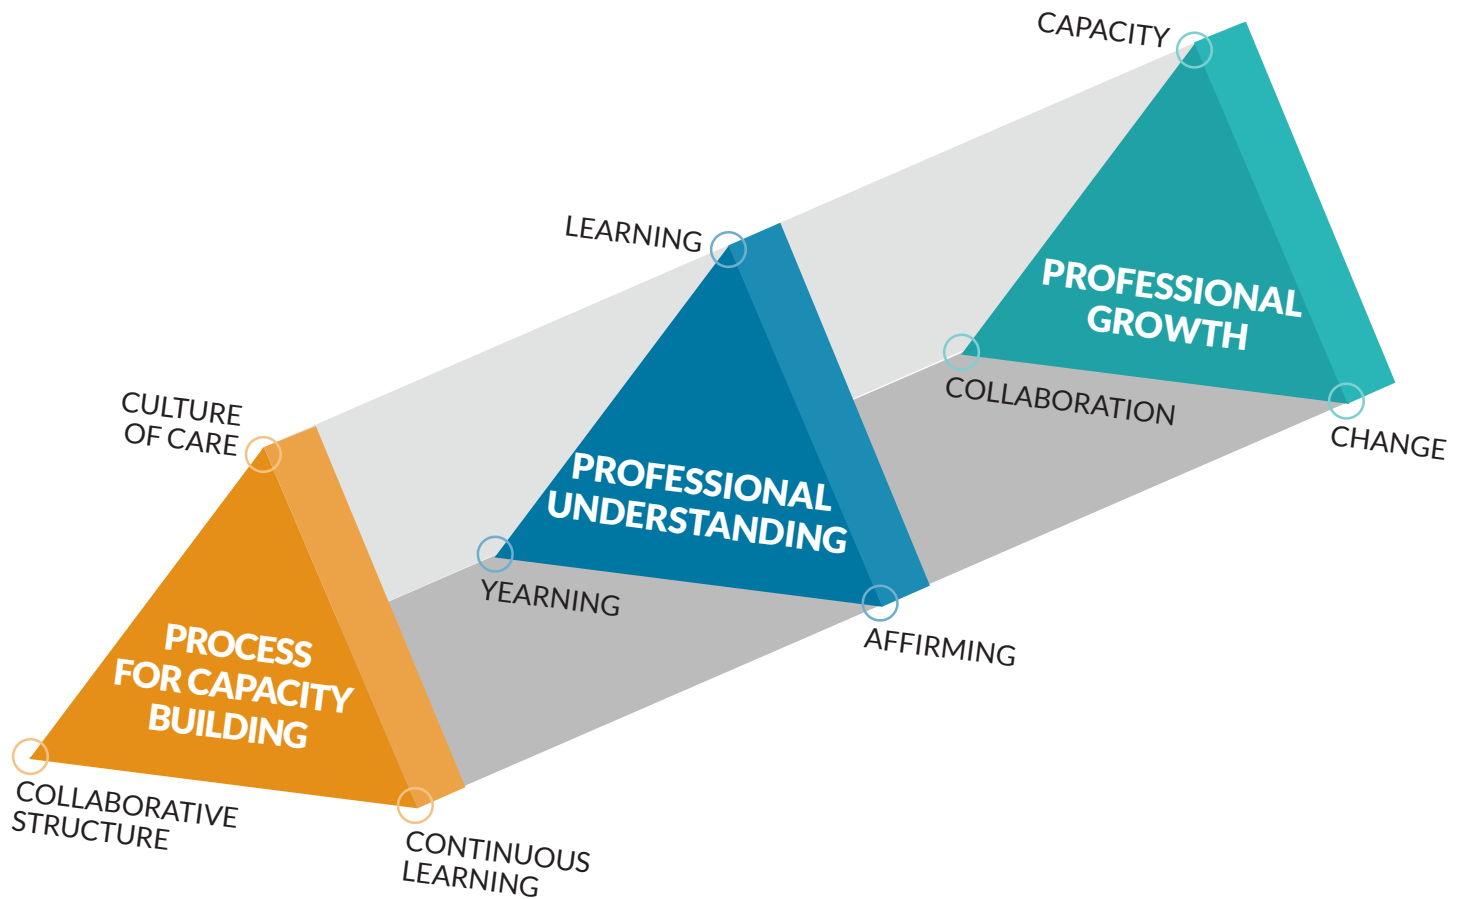 CAPACITY
PROFESSIONAL
GROWTH
COLLABORATION
CHANGE
LEARNING
PROFESSIONAL
UNDERSTANDING
YEARNING
AFFIRMING
CULTURE
OF CARE
PROCESS
FOR CAPACITY
BUILDING
COLLABORATIVE
STRUCTURE
CONTINUOUS
LEARNING